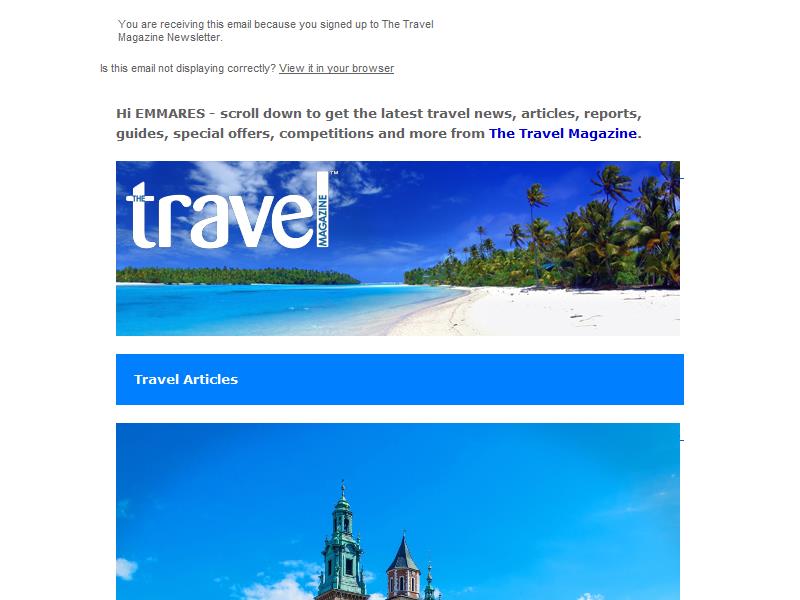 You are receiving this email because you signed up to The Travel
Magazine Newsletter.
Is this email not displaying correctly? View it in your browser
Hi EMMARES - scroll down to get the latest travel news, articles, reports,
guides, special offers, competitions and more from The Travel Magazine.
THE travel MAGAZINE™
Travel Articles